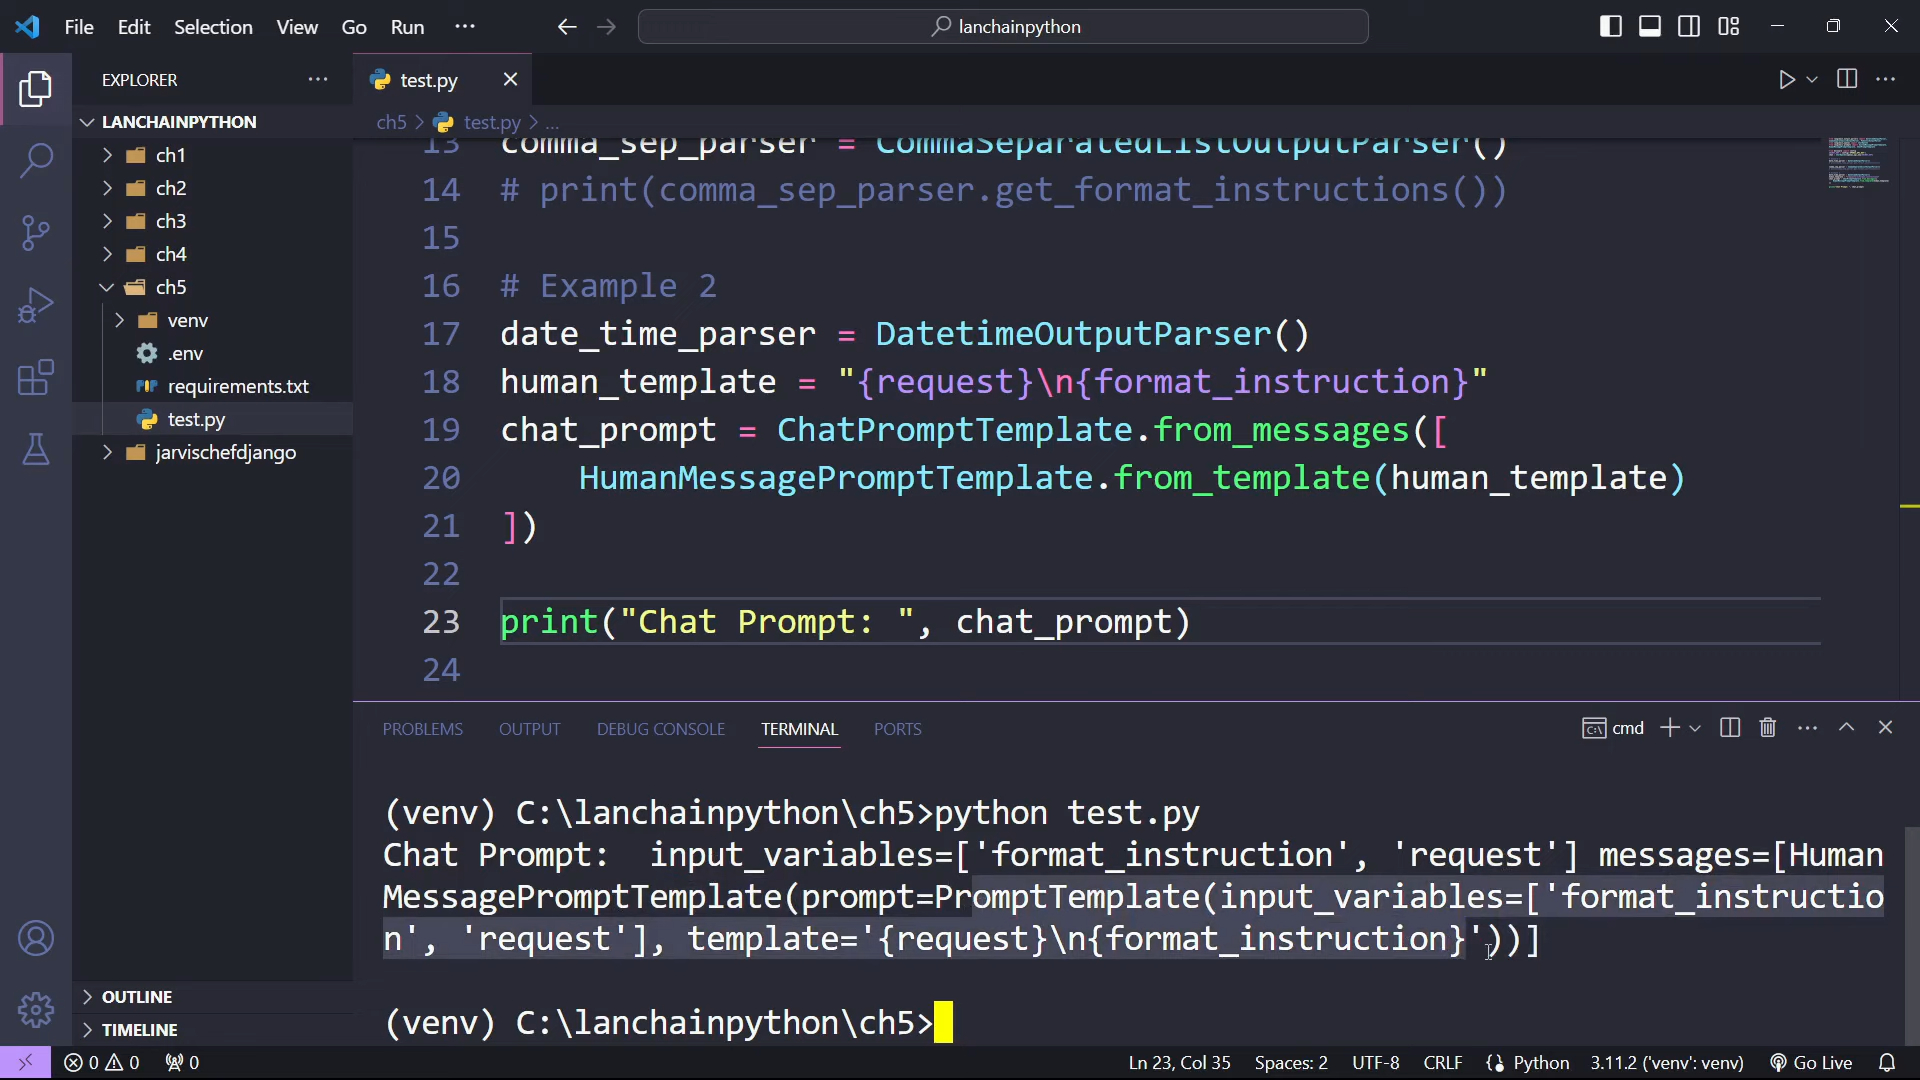 File Edit Selection View Go Run ···
lanchainpython
EXPLORER ···
test.py
ch5 > test.py > ...
LANCHAINPYTHON
ch1
ch2
ch3
ch4
ch5
venv
.env
requirements.txt
test.py
jarvischefdjango
OUTLINE
TIMELINE
13 comma_sep_parser = CommaSeparatedListOutputParser()
14 # print(comma_sep_parser.get_format_instructions())
15
16 # Example 2
17 date_time_parser = DatetimeOutputParser()
18 human_template = "{request}\n{format_instruction}"
19 chat_prompt = ChatPromptTemplate.from_messages([
20     HumanMessagePromptTemplate.from_template(human_template)
21 ])
22
23 print("Chat Prompt: ", chat_prompt)
24
PROBLEMS OUTPUT DEBUG CONSOLE TERMINAL PORTS
cmd
(venv) C:\lanchainpython\ch5>python test.py
Chat Prompt:  input_variables=['format_instruction', 'request'] messages=[Human
MessagePromptTemplate(prompt=PromptTemplate(input_variables=['format_instructio
n', 'request'], template='{request}\n{format_instruction}'))]
(venv) C:\lanchainpython\ch5>
0 0 0
Ln 23, Col 35 Spaces: 2 UTF-8 CRLF Python 3.11.2 ('venv': venv) Go Live